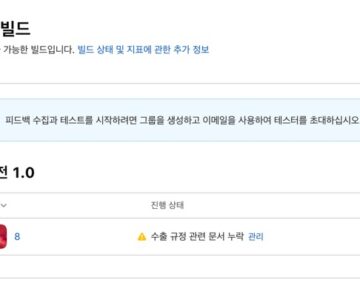 빌드
가능한 빌드입니다. 빌드 상태 및 지표에 관한 추가 정보
피드백 수집과 테스트를 시작하려면 그룹을 생성하고 이메일을 사용하여 테스터를 초대하십시오
전 1.0
진행 상태
8
수출 규정 관련 문서 누락 관리